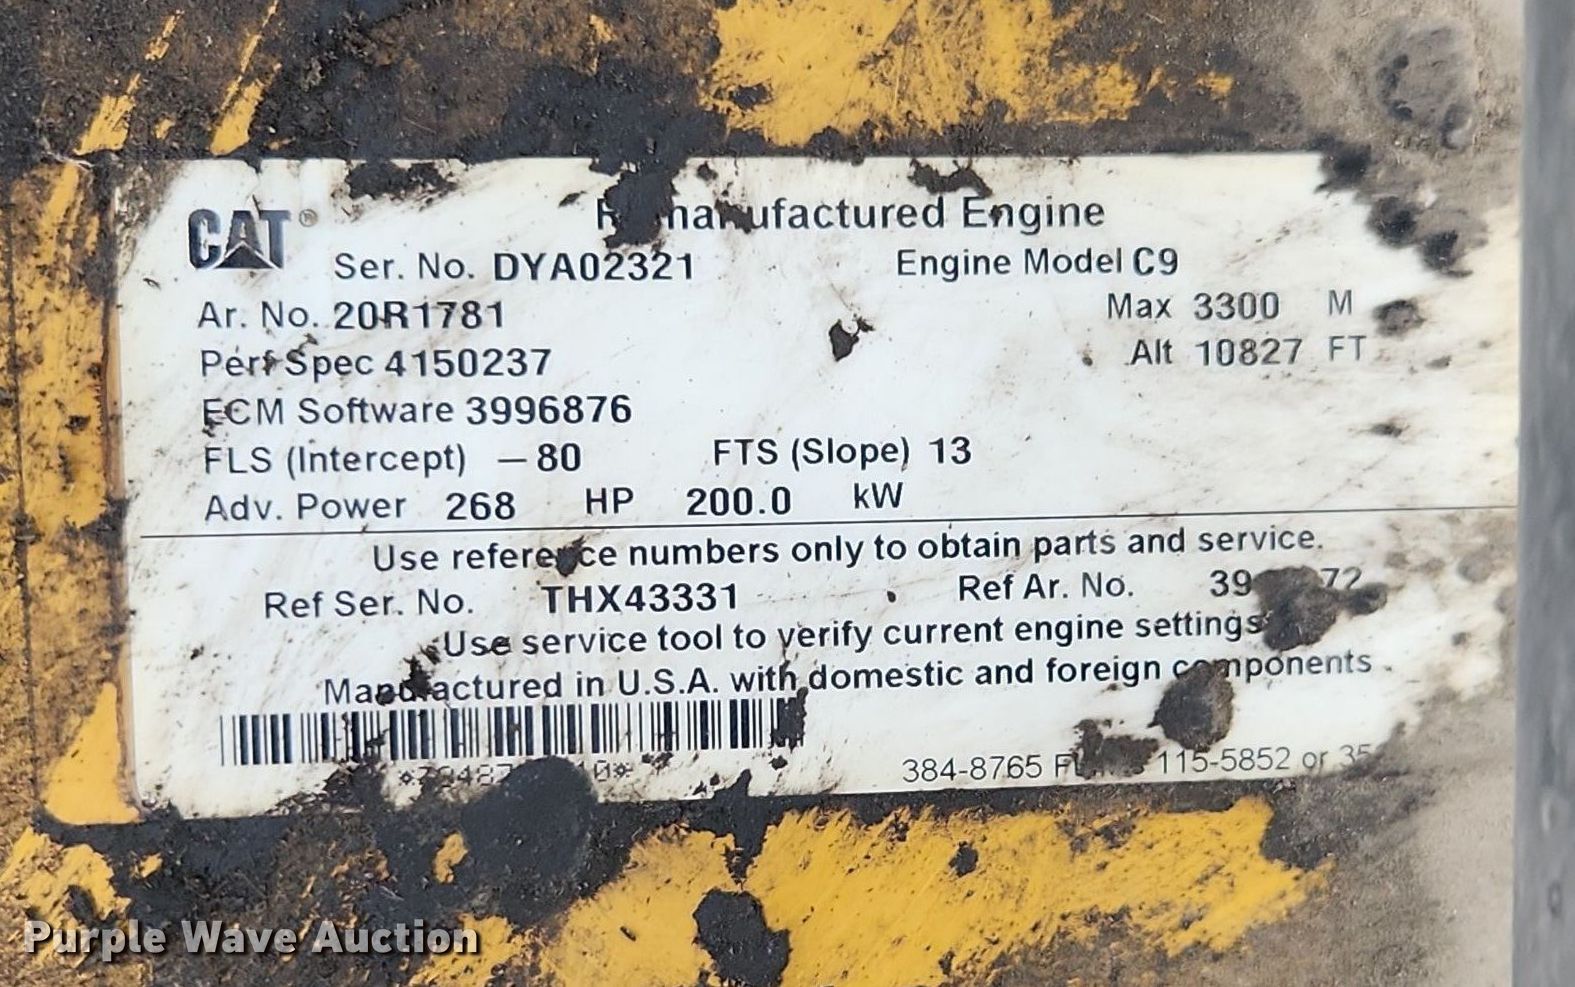 CAT® Remanufactured Engine
Ser. No. DYA02321 Engine Model C9
Ar. No. 20R1781 Max 3300 M
Perf Spec 4150237 Alt 10827 FT
ECM Software 3996876
FLS (Intercept) -80 FTS (Slope) 13
Adv. Power 268 HP 200.0 kW
Use reference numbers only to obtain parts and service.
Ref Ser. No. THX43331 Ref Ar. No.
Use service tool to verify current engine settings
Manufactured in U.S.A. with domestic and foreign components.
384-8765 115-5852 or
Purple Wave Auction